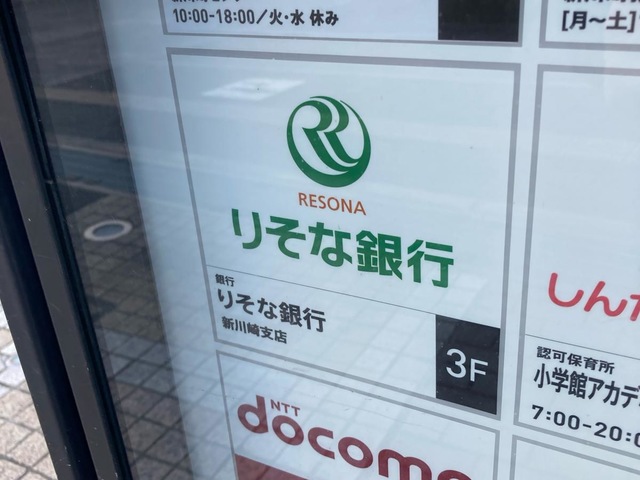 10:00-18:00／火・水 休み
[月～土]
RESONA
りそな銀行
銀行
りそな銀行
新川崎支店
3F
しんか
認可保育所
小学館アカデ
7:00-20:0
NTT
docomo